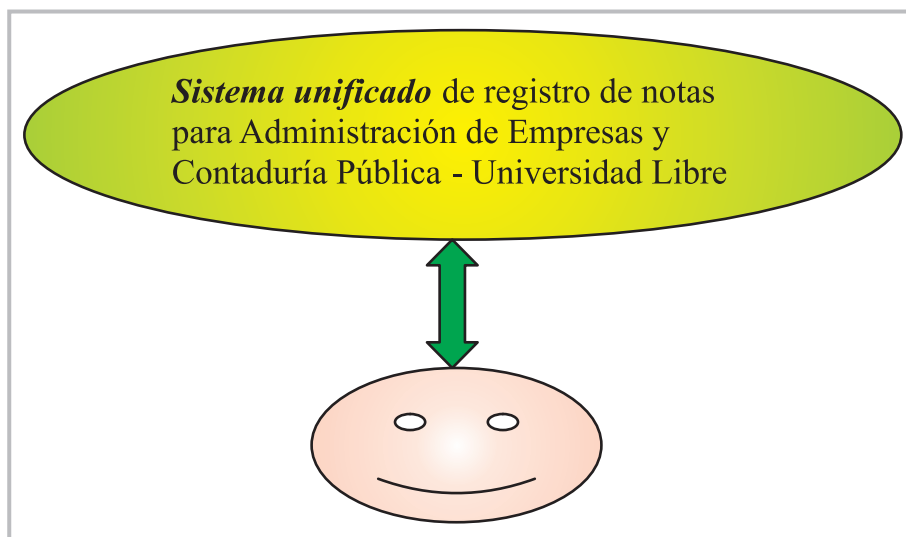 Sistema unificado de registro de notas
para Administración de Empresas y
Contaduría Pública - Universidad Libre